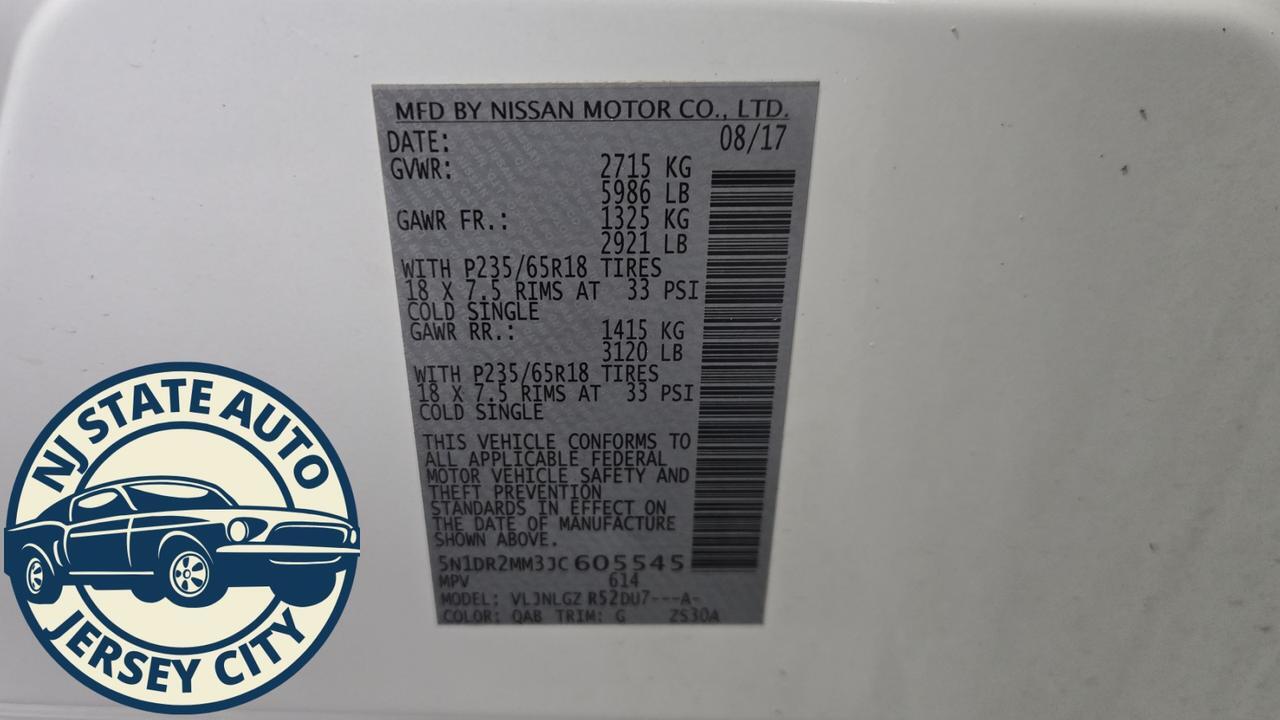 MFD BY NISSAN MOTOR CO., LTD.
DATE: 08/17
GVWR: 2715 KG
5986 LB
GAWR FR.: 1325 KG
2921 LB
WITH P235/65R18 TIRES
18 X 7.5 RIMS AT 33 PSI
COLD SINGLE
GAWR RR.: 1415 KG
3120 LB
WITH P235/65R18 TIRES
18 X 7.5 RIMS AT 33 PSI
COLD SINGLE
THIS VEHICLE CONFORMS TO
ALL APPLICABLE FEDERAL
MOTOR VEHICLE SAFETY AND
THEFT PREVENTION
STANDARDS IN EFFECT ON
THE DATE OF MANUFACTURE
SHOWN ABOVE.
5N1DR2MM3JC605545
MPV 614
MODEL: VLJNLGZ R52DU7---A-
COLOR: QAB TRIM: G ZS30A
NJ STATE AUTO
JERSEY CITY